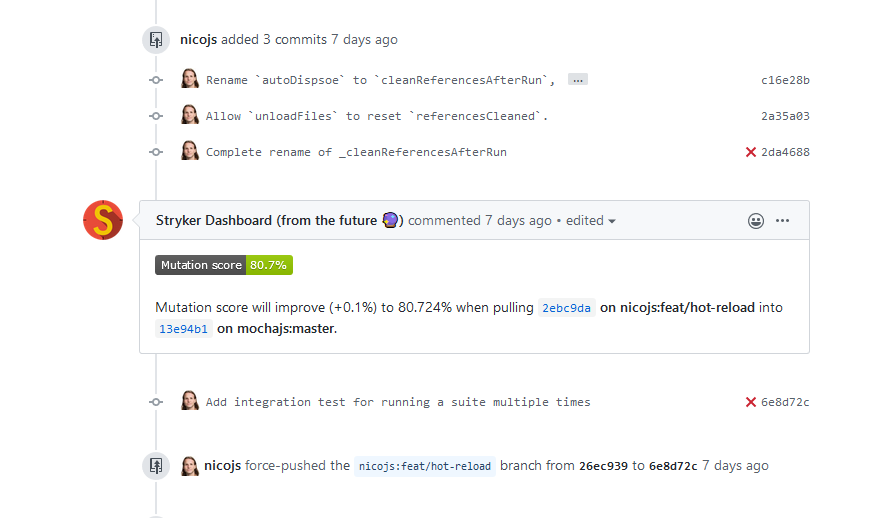 nicojs added 3 commits 7 days ago
Rename `autoDispsoe` to `cleanReferencesAfterRun`, … c16e28b
Allow `unloadFiles` to reset `referencesCleaned`. 2a35a03
Complete rename of _cleanReferencesAfterRun 2da4688
S
Stryker Dashboard (from the future 🔮) commented 7 days ago • edited
Mutation score 80.7%
Mutation score will improve (+0.1%) to 80.724% when pulling 2ebc9da on nicojs:feat/hot-reload into
13e94b1 on mochajs:master.
Add integration test for running a suite multiple times 6e8d72c
nicojs force-pushed the nicojs:feat/hot-reload branch from 26ec939 to 6e8d72c 7 days ago